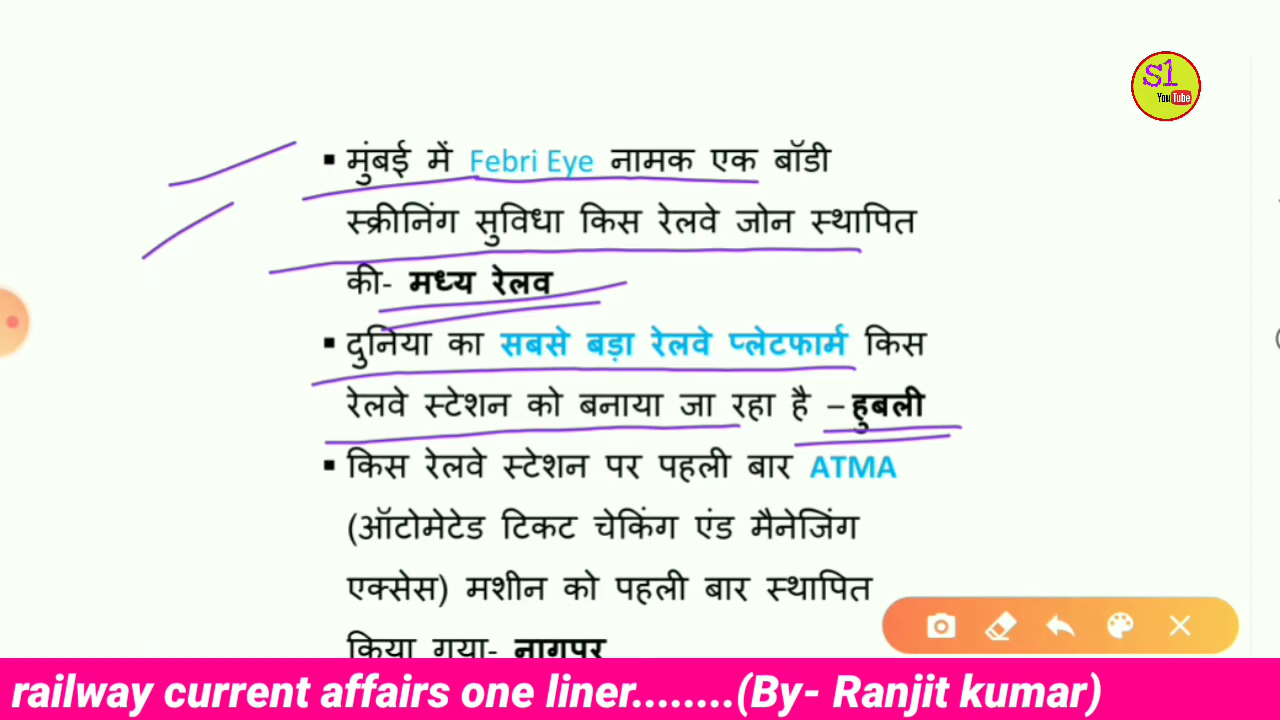 S1
YouTube
▪ मुंबई में Febri Eye नामक एक बॉडी
स्क्रीनिंग सुविधा किस रेलवे जोन स्थापित
की- मध्य रेलव
▪ दुनिया का सबसे बड़ा रेलवे प्लेटफार्म किस
रेलवे स्टेशन को बनाया जा रहा है – हुबली
▪ किस रेलवे स्टेशन पर पहली बार ATMA
(ऑटोमेटेड टिकट चेकिंग एंड मैनेजिंग
एक्सेस) मशीन को पहली बार स्थापित
किया गया- नागपुर
railway current affairs one liner........(By- Ranjit kumar)